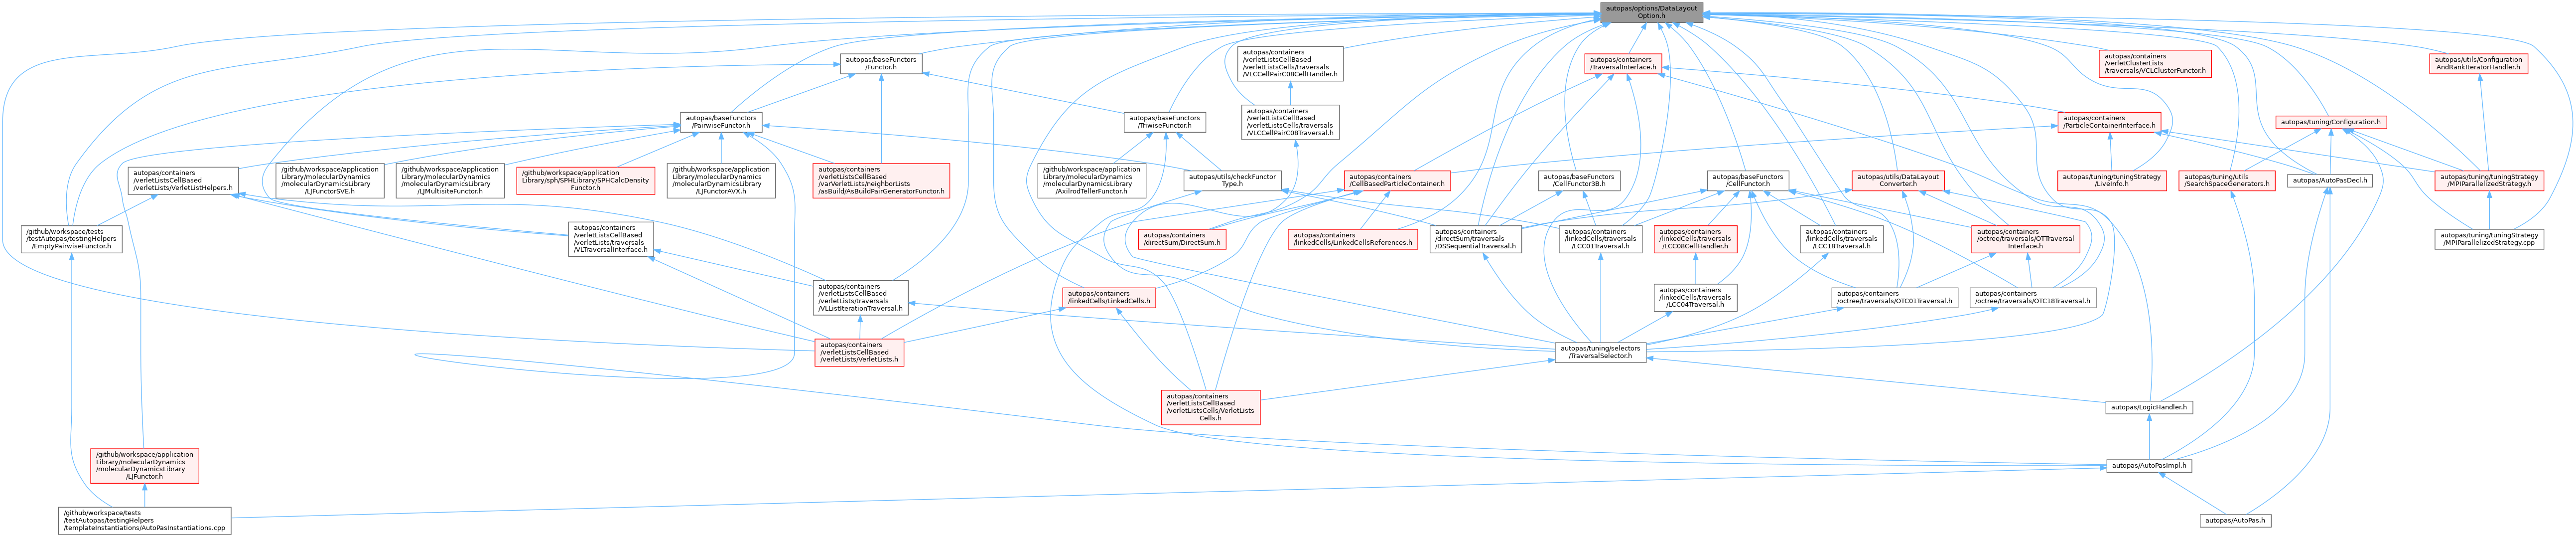 autopas/options/DataLayout
Option.h
autopas/baseFunctors
/Functor.h
autopas/containers
/verletListsCellBased
/verletListsCells/traversals
/VLCCellPairC08CellHandler.h
autopas/containers
/TraversalInterface.h
autopas/containers
/verletClusterLists
/traversals/VCLClusterFunctor.h
autopas/utils/Configuration
AndRankIteratorHandler.h
autopas/baseFunctors
/PairwiseFunctor.h
autopas/baseFunctors
/TriwiseFunctor.h
autopas/containers
/verletListsCellBased
/verletListsCells/traversals
/VLCCellPairC08Traversal.h
autopas/containers
/ParticleContainerInterface.h
autopas/tuning/Configuration.h
autopas/containers
/verletListsCellBased
/verletLists/VerletListHelpers.h
/github/workspace/application
Library/molecularDynamics
/molecularDynamicsLibrary
/LJFunctorSVE.h
/github/workspace/application
Library/molecularDynamics
/molecularDynamicsLibrary
/LJMultisiteFunctor.h
/github/workspace/application
Library/sph/SPHLibrary/SPHCalcDensity
Functor.h
/github/workspace/application
Library/molecularDynamics
/molecularDynamicsLibrary
/LJFunctorAVX.h
autopas/containers
/verletListsCellBased
/varVerletLists/neighborLists
/asBuild/AsBuildPairGeneratorFunctor.h
/github/workspace/application
Library/molecularDynamics
/molecularDynamicsLibrary
/AxilrodTellerFunctor.h
autopas/utils/checkFunctor
Type.h
autopas/containers
/CellBasedParticleContainer.h
autopas/baseFunctors
/CellFunctor3B.h
autopas/baseFunctors
/CellFunctor.h
autopas/utils/DataLayout
Converter.h
autopas/tuning/tuningStrategy
/LiveInfo.h
autopas/tuning/utils
/SearchSpaceGenerators.h
autopas/AutoPasDecl.h
autopas/tuning/tuningStrategy
/MPIParallelizedStrategy.h
/github/workspace/tests
/testAutopas/testingHelpers
/EmptyPairwiseFunctor.h
autopas/containers
/verletListsCellBased
/verletLists/traversals
/VLTraversalInterface.h
autopas/containers
/directSum/DirectSum.h
autopas/containers
/linkedCells/LinkedCellsReferences.h
autopas/containers
/directSum/traversals
/DSSequentialTraversal.h
autopas/containers
/linkedCells/traversals
/LCC01Traversal.h
autopas/containers
/linkedCells/traversals
/LCC08CellHandler.h
autopas/containers
/linkedCells/traversals
/LCC18Traversal.h
autopas/containers
/octree/traversals/OTTraversal
Interface.h
autopas/tuning/tuningStrategy
/MPIParallelizedStrategy.cpp
autopas/containers
/verletListsCellBased
/verletLists/traversals
/VLListIterationTraversal.h
autopas/containers
/linkedCells/LinkedCells.h
autopas/containers
/linkedCells/traversals
/LCC04Traversal.h
autopas/containers
/octree/traversals/OTC01Traversal.h
autopas/containers
/octree/traversals/OTC18Traversal.h
autopas/containers
/verletListsCellBased
/verletLists/VerletLists.h
autopas/tuning/selectors
/TraversalSelector.h
autopas/containers
/verletListsCellBased
/verletListsCells/VerletLists
Cells.h
autopas/LogicHandler.h
/github/workspace/application
Library/molecularDynamics
/molecularDynamicsLibrary
/LJFunctor.h
autopas/AutoPasImpl.h
/github/workspace/tests
/testAutopas/testingHelpers
/templateInstantiations/AutoPasInstantiations.cpp
autopas/AutoPas.h